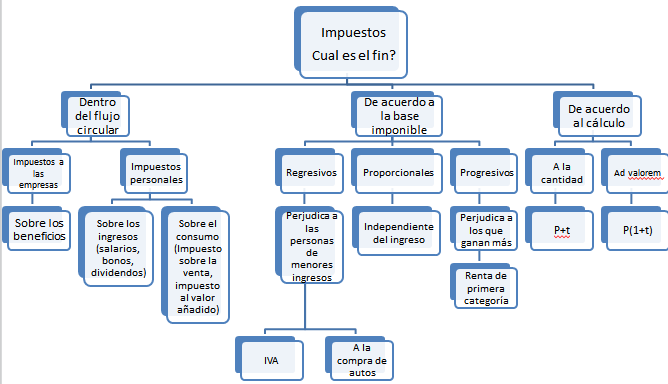 Impuestos
Cual es el fin?
Dentro
del flujo
circular
De acuerdo a
la base
imponible
De acuerdo
al cálculo
Impuestos a
las
empresas
Impuestos
personales
Regresivos
Proporcionales
Progresivos
A la
cantidad
Ad valorem
Sobre los
beneficios
Sobre los
ingresos
(salarios,
bonos,
dividendos)
Sobre el
consumo
(Impuesto
sobre la
venta,
impuesto
al valor
añadido)
Perjudica a
las
personas
de
menores
ingresos
Independiente
del ingreso
Perjudica a
los que
ganan más
P+t
P(1+t)
Renta de
primera
categoría
IVA
A la
compra de
autos